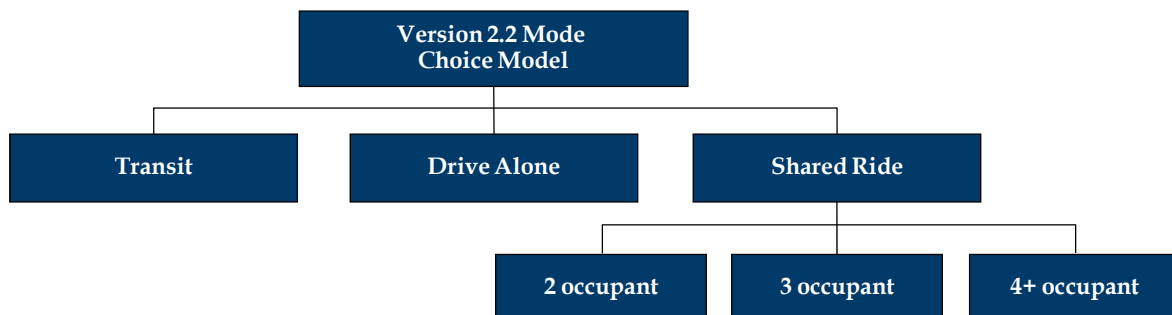 Version 2.2 Mode
Choice Model
Transit
Drive Alone
Shared Ride
2 occupant
3 occupant
4+ occupant